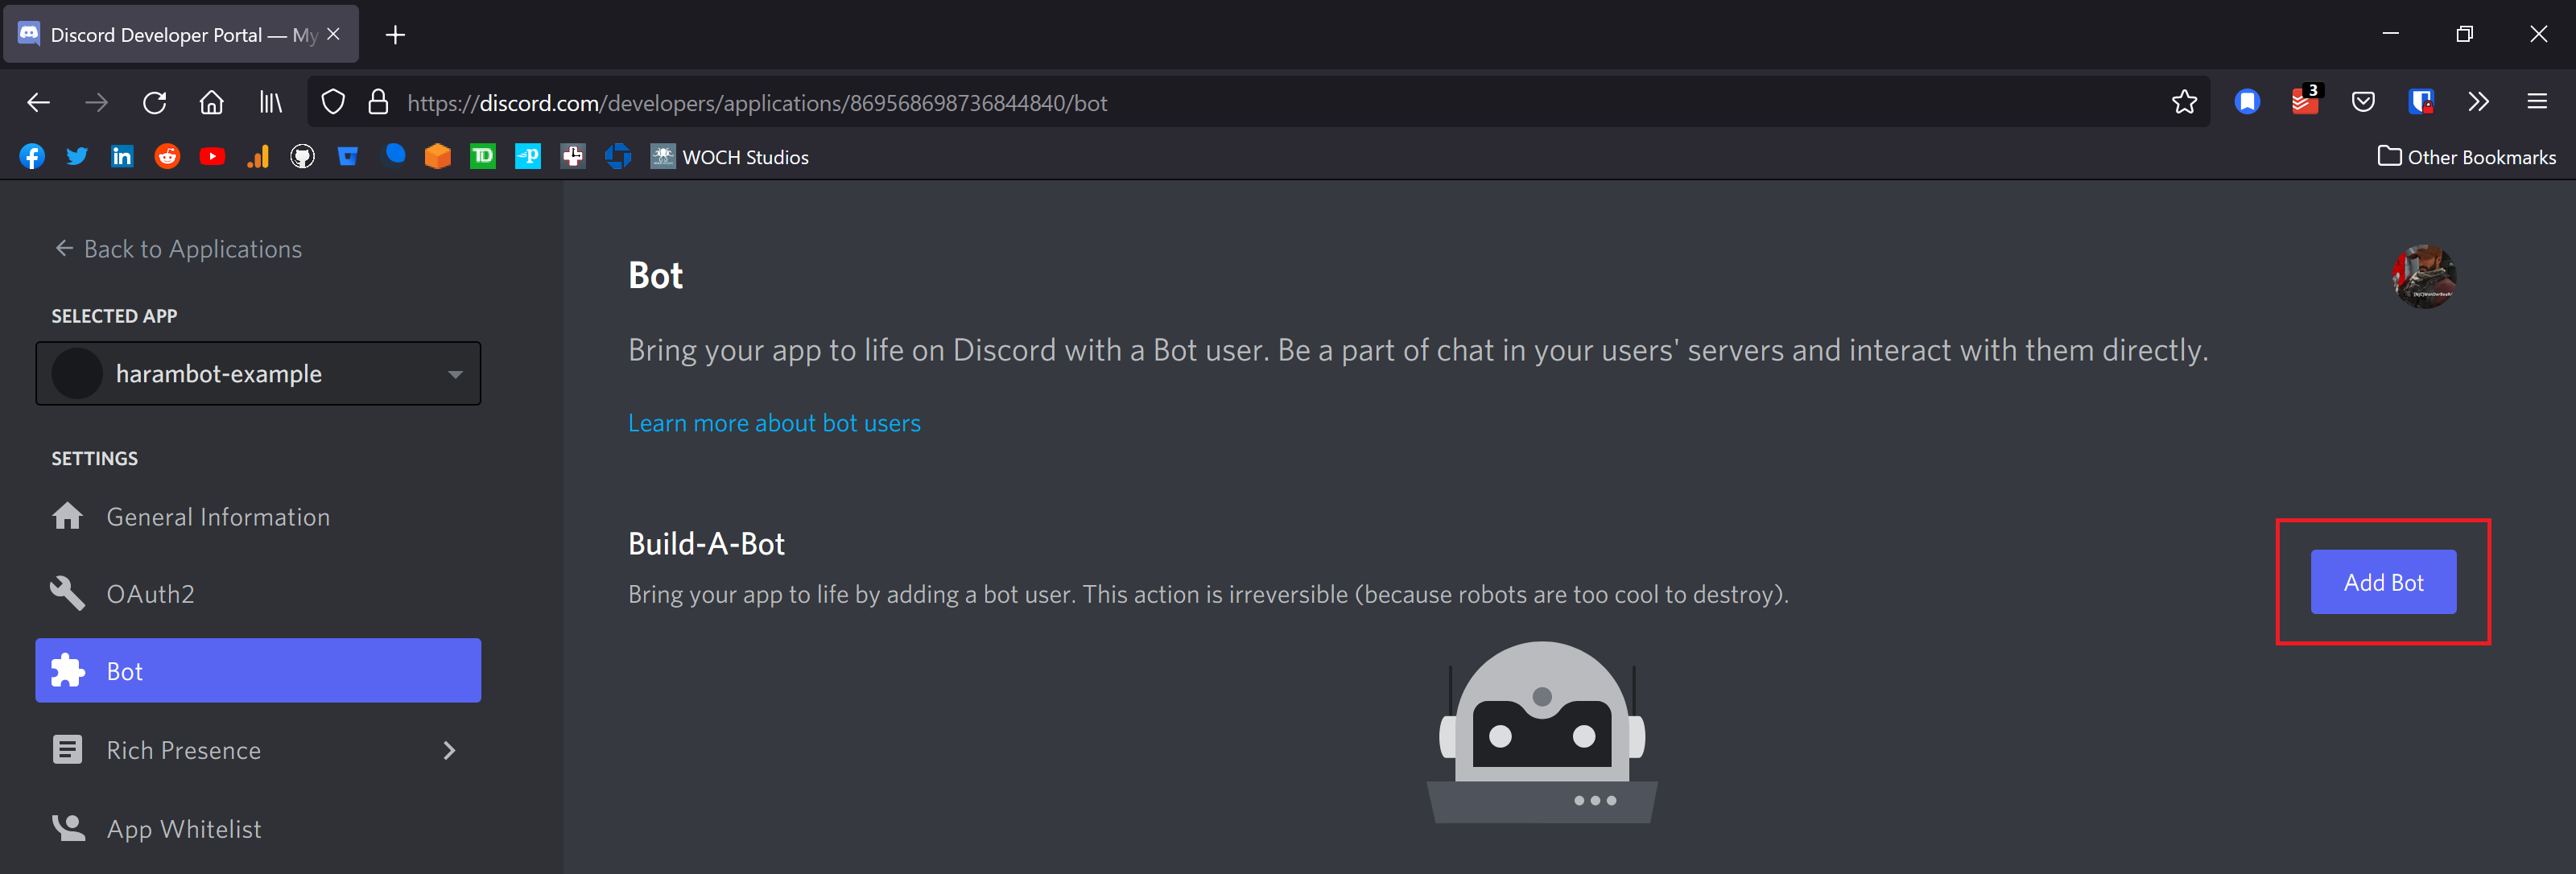 Discord Developer Portal — My
https://discord.com/developers/applications/869568698736844840/bot
3
in
TD
WOCH Studios
Other Bookmarks
Back to Applications
SELECTED APP
harambot-example
SETTINGS
General Information
OAuth2
Bot
Rich Presence
App Whitelist
Bot
Bring your app to life on Discord with a Bot user. Be a part of chat in your users' servers and interact with them directly.
Learn more about bot users
Build-A-Bot
Bring your app to life by adding a bot user. This action is irreversible (because robots are too cool to destroy).
Add Bot